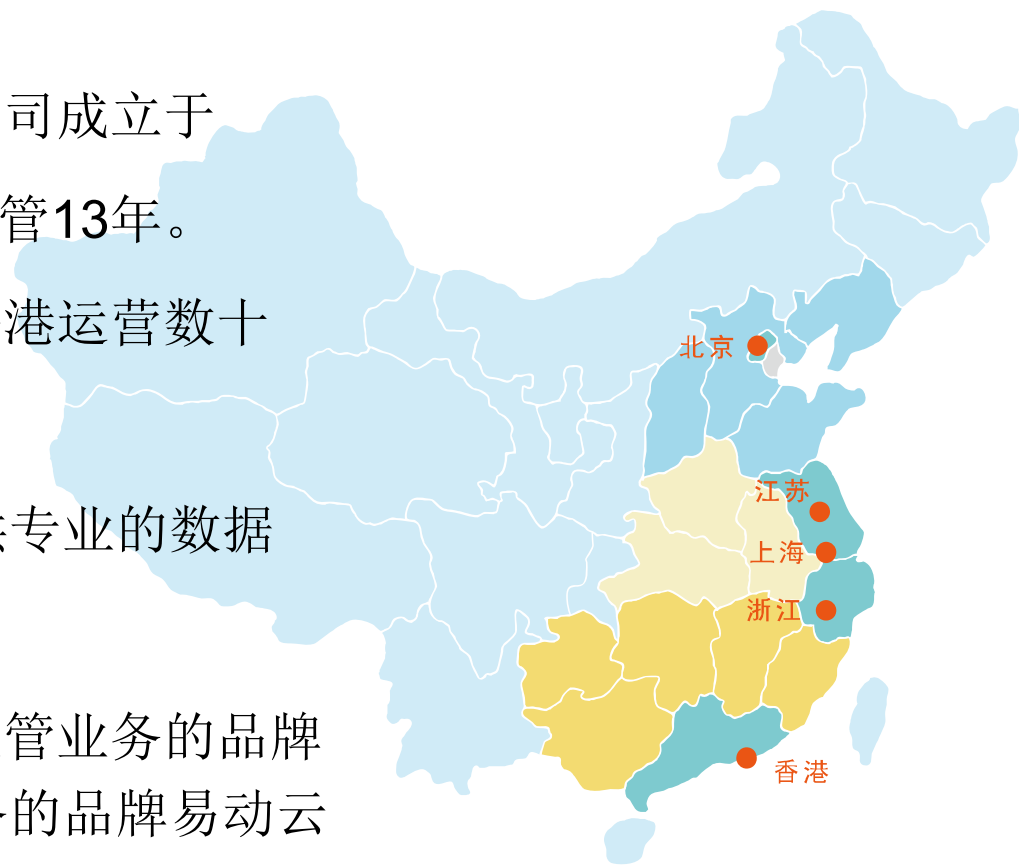 司成立于
管13年。
港运营数十
北京
江苏
专业的数据
上海
浙江
管业务的品牌
香港
的品牌易动云